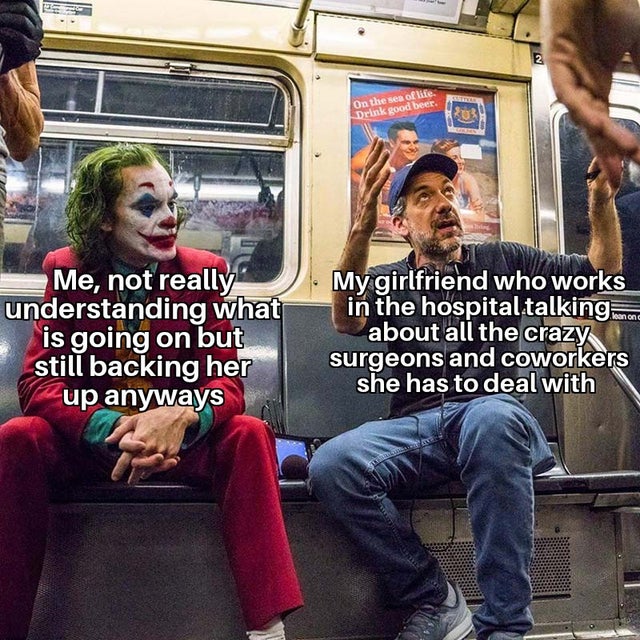 On the sea of life.
Drink good beer.
Me, not really
understanding what
is going on but
still backing her
up anyways
My girlfriend who works
in the hospital talking
about all the crazy
surgeons and coworkers
she has to deal with
lean on